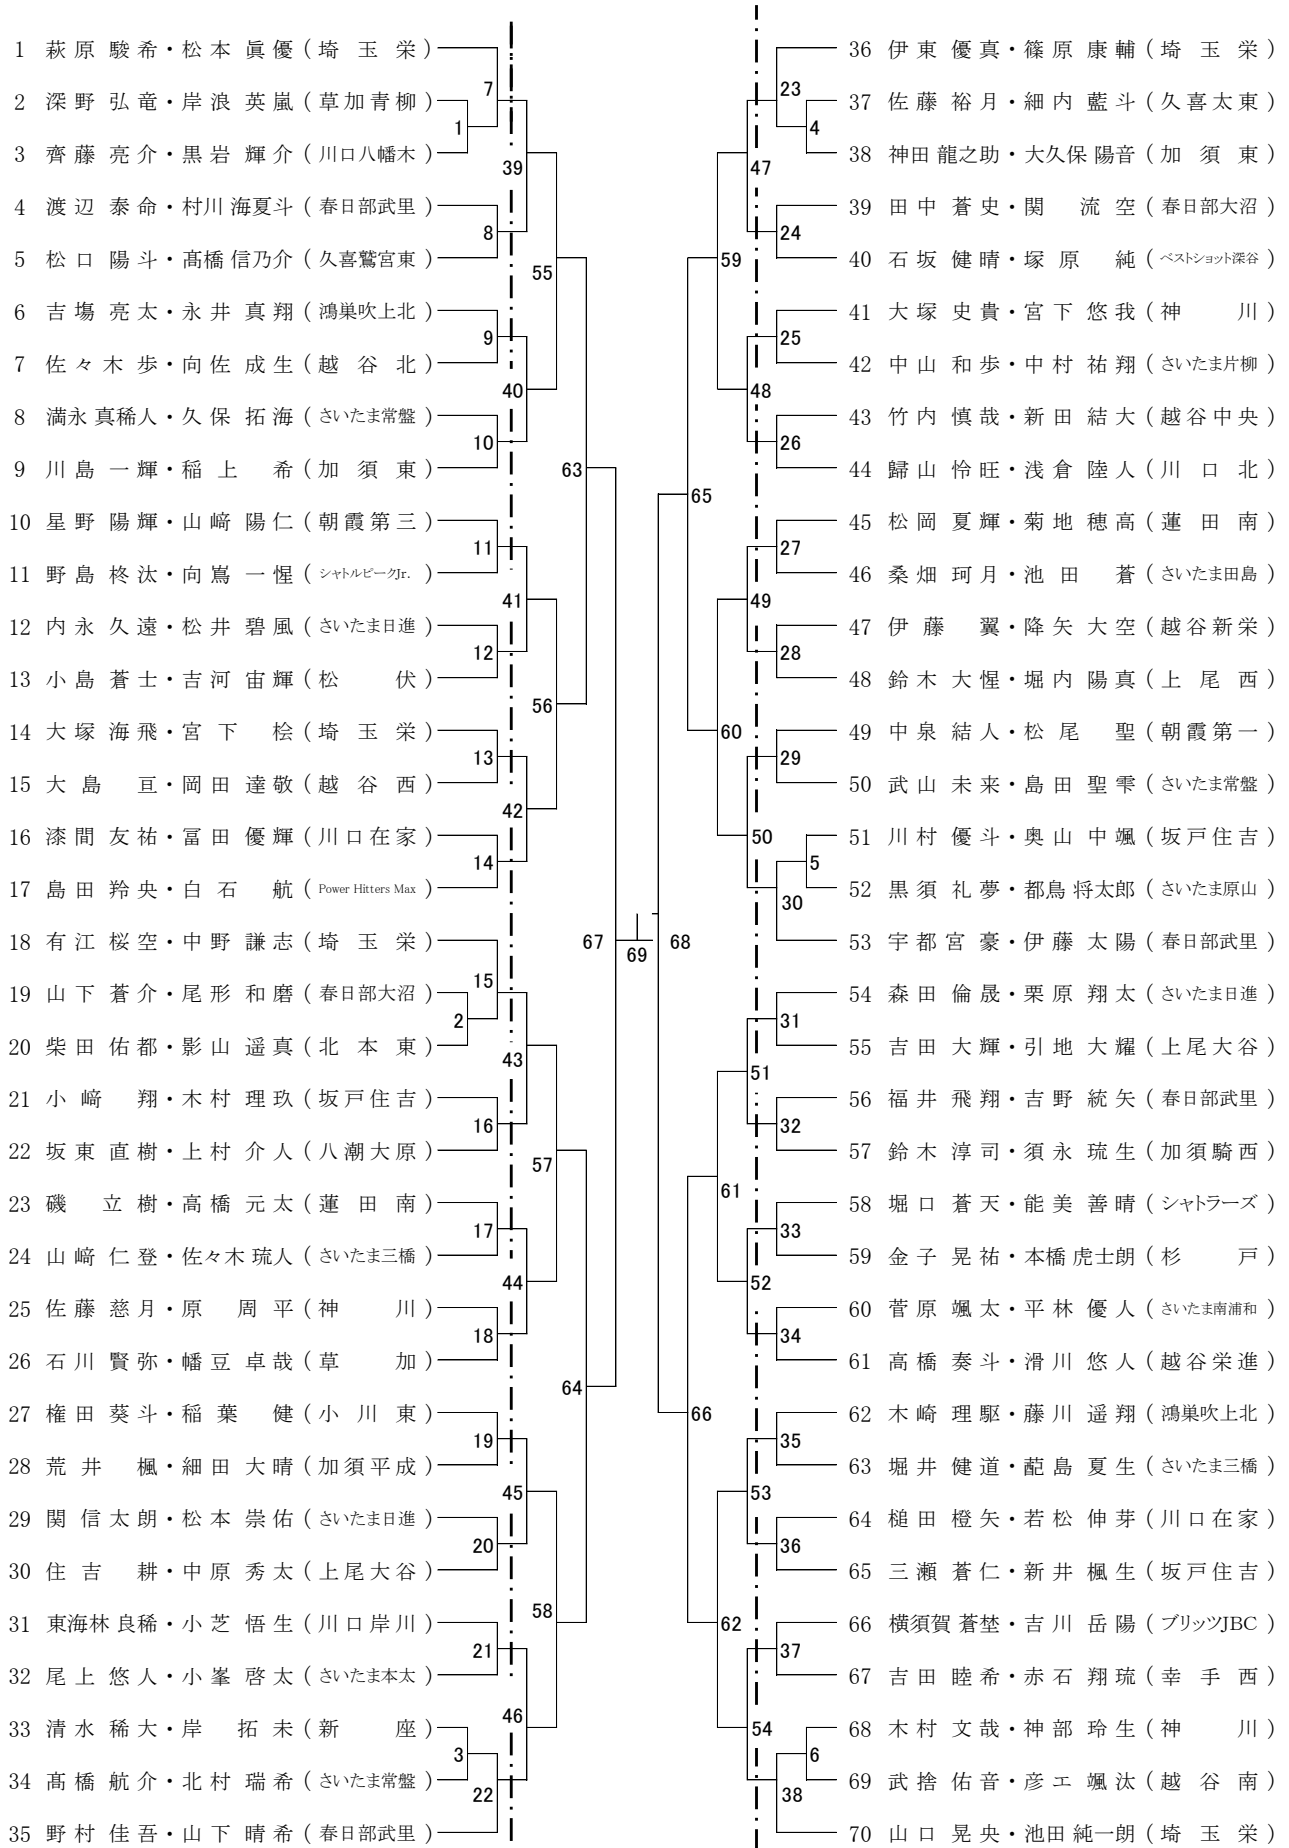 1 萩原 駿希・松本 眞優 (埼玉栄)
2 深野 弘竜・岸浪 英嵐 (草加青柳)
3 齊藤 亮介・黒岩 輝介 (川口八幡木)
4 渡辺 泰命・村川 海夏斗 (春日部武里)
5 松口 陽斗・髙橋 信乃介 (久喜鷲宮東)
6 吉塲 亮太・永井 真翔 (鴻巣吹上北)
7 佐々木 歩・向佐 成生 (越谷北)
8 満永 真稀人・久保 拓海 (さいたま常盤)
9 川島 一輝・稲上 希 (加須東)
10 星野 陽輝・山﨑 陽仁 (朝霞第三)
11 野島 柊汰・向嶌 一惺 (シャトルピークJr.)
12 内永 久遠・松井 碧風 (さいたま日進)
13 小島 蒼士・吉河 宙輝 (松伏)
14 大塚 海飛・宮下 桧 (埼玉栄)
15 大島 亘・岡田 達敬 (越谷西)
16 漆間 友祐・冨田 優輝 (川口在家)
17 島田 羚央・白石 航 (Power Hitters Max)
18 有江 桜空・中野 謙志 (埼玉栄)
19 山下 蒼介・尾形 和磨 (春日部大沼)
20 柴田 佑都・影山 遥真 (北本東)
21 小﨑 翔・木村 理玖 (坂戸住吉)
22 坂東 直樹・上村 介人 (八潮大原)
23 磯 立樹・高橋 元太 (蓮田南)
24 山﨑 仁登・佐々木 琉人 (さいたま三橋)
25 佐藤 慈月・原 周平 (神川)
26 石川 賢弥・幡豆 卓哉 (草加)
27 権田 葵斗・稲葉 健 (小川東)
28 荒井 楓・細田 大晴 (加須平成)
29 関 信太朗・松本 崇佑 (さいたま日進)
30 住吉 耕・中原 秀太 (上尾大谷)
31 東海林 良稀・小芝 悟生 (川口岸川)
32 尾上 悠人・小峯 啓太 (さいたま本太)
33 清水 稀大・岸 拓未 (新座)
34 髙橋 航介・北村 瑞希 (さいたま常盤)
35 野村 佳吾・山下 晴希 (春日部武里)
1
2
3
7
8
9
10
11
12
13
14
15
16
17
18
19
20
21
22
39
40
41
42
43
44
45
46
55
56
57
58
63
64
67
69
68
65
66
59
60
61
62
47
48
49
50
51
52
53
54
23
24
25
26
27
28
29
30
31
32
33
34
35
36
37
38
4
5
6
36 伊東 優真・篠原 康輔 (埼玉栄)
37 佐藤 裕月・細内 藍斗 (久喜太東)
38 神田 龍之助・大久保 陽音 (加須東)
39 田中 蒼史・関 流空 (春日部大沼)
40 石坂 健晴・塚原 純 (ベストショット深谷)
41 大塚 史貴・宮下 悠我 (神川)
42 中山 和歩・中村 祐翔 (さいたま片柳)
43 竹内 慎哉・新田 結大 (越谷中央)
44 歸山 怜旺・浅倉 陸人 (川口北)
45 松岡 夏輝・菊地 穂高 (蓮田南)
46 桑畑 珂月・池田 蒼 (さいたま田島)
47 伊藤 翼・降矢 大空 (越谷新栄)
48 鈴木 大惺・堀内 陽真 (上尾西)
49 中泉 結人・松尾 聖 (朝霞第一)
50 武山 未来・島田 聖雫 (さいたま常盤)
51 川村 優斗・奥山 中颯 (坂戸住吉)
52 黒須 礼夢・都鳥 将太郎 (さいたま原山)
53 宇都宮 豪・伊藤 太陽 (春日部武里)
54 森田 倫晟・栗原 翔太 (さいたま日進)
55 吉田 大輝・引地 大耀 (上尾大谷)
56 福井 飛翔・吉野 統矢 (春日部武里)
57 鈴木 淳司・須永 琉生 (加須騎西)
58 堀口 蒼天・能美 善晴 (シャトラーズ)
59 金子 晃祐・本橋 虎士朗 (杉戸)
60 菅原 颯太・平林 優人 (さいたま南浦和)
61 高橋 奏斗・滑川 悠人 (越谷栄進)
62 木崎 理駆・藤川 遥翔 (鴻巣吹上北)
63 堀井 健道・蓜島 夏生 (さいたま三橋)
64 槌田 橙矢・若松 伸芽 (川口在家)
65 三瀬 蒼仁・新井 楓生 (坂戸住吉)
66 横須賀 蒼埜・吉川 岳陽 (ブリッツJBC)
67 吉田 睦希・赤石 翔琉 (幸手西)
68 木村 文哉・神部 玲生 (神川)
69 武捨 佑音・彦エ 颯汰 (越谷南)
70 山口 晃央・池田 純一朗 (埼玉栄)